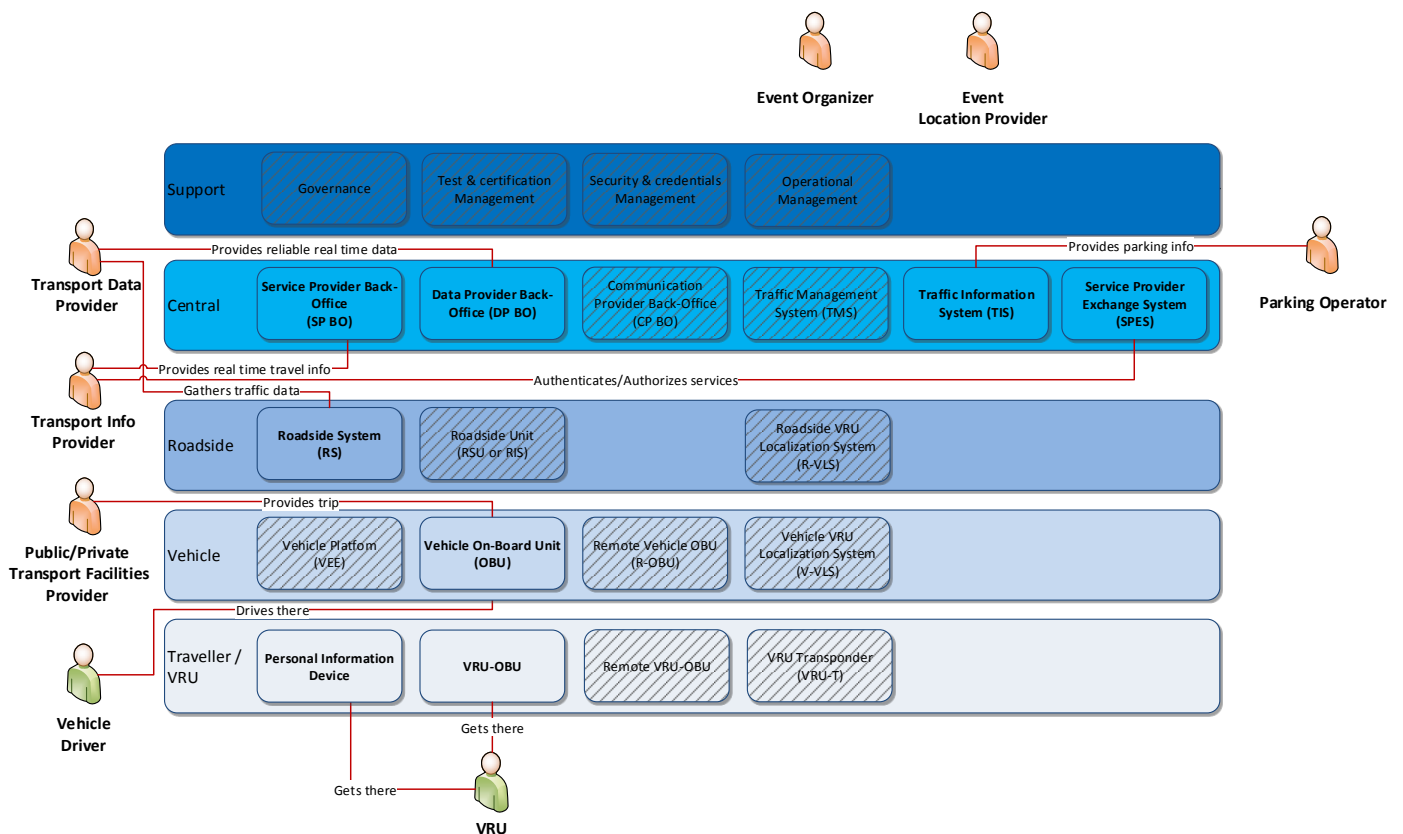 Event Organizer
Event
Location Provider
Support
Governance
Test & certification
Management
Security & credentials
Management
Operational
Management
Provides reliable real time data
Provides parking info
Transport Data
Provider
Parking Operator
Central
Service Provider Back-
Office
(SP BO)
Data Provider Back-
Office (DP BO)
Communication
Provider Back-Office
(CP BO)
Traffic Management
System (TMS)
Traffic Information
System (TIS)
Service Provider
Exchange System
(SPES)
Provides real time travel info
Authenticates/Authorizes services
Gathers traffic data
Transport Info
Provider
Roadside
Roadside System
(RS)
Roadside Unit
(RSU or RIS)
Roadside VRU
Localization System
(R-VLS)
Provides trip
Public/Private
Transport Facilities
Provider
Vehicle
Vehicle Platfom
(VEE)
Vehicle On-Board Unit
(OBU)
Remote Vehicle OBU
(R-OBU)
Vehicle VRU
Localization System
(V-VLS)
Drives there
Traveller /
VRU
Personal Information
Device
VRU-OBU
Remote VRU-OBU
VRU Transponder
(VRU-T)
Vehicle
Driver
Gets there
Gets there
VRU